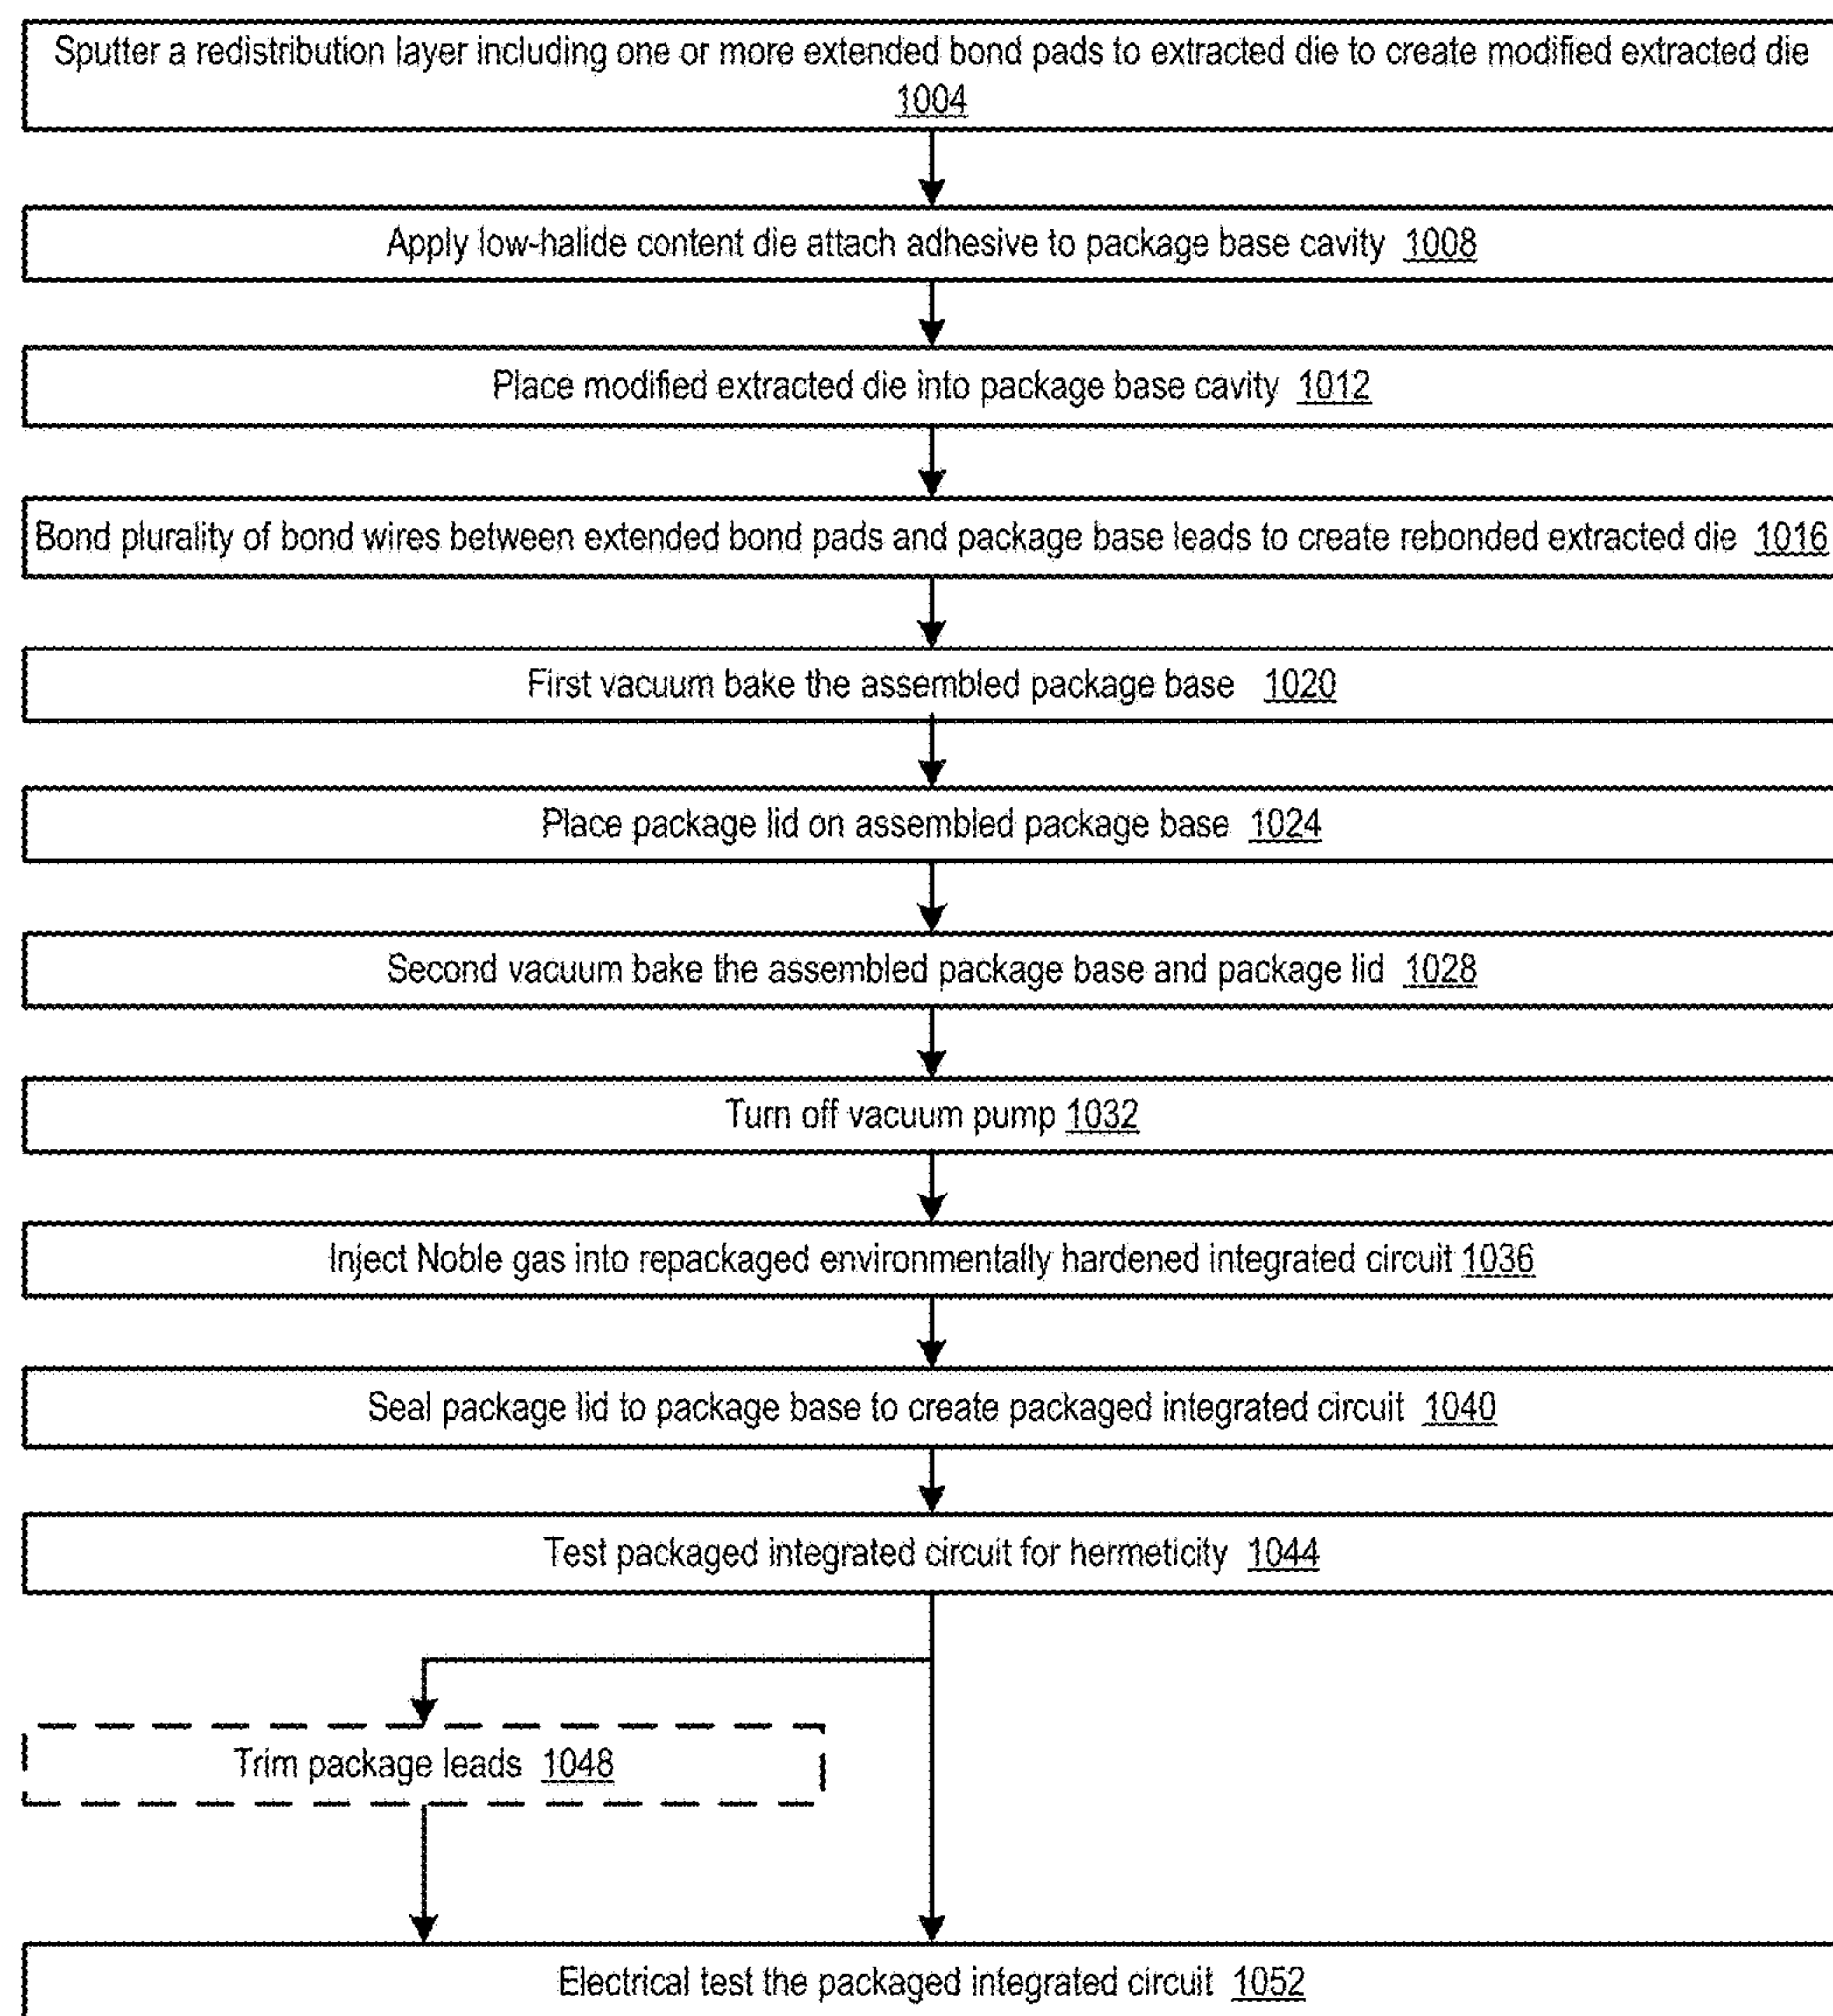 Sputter a redistribution layer including one or more extended bond pads to extracted die to create modified extracted die
1004
Apply low-halide content die attach adhesive to package base cavity 1008
Place modified extracted die into package base cavity 1012
Bond plurality of bond wires between extended bond pads and package base leads to create rebonded extracted die 1016
First vacuum bake the assembled package base 1020
Place package lid on assembled package base 1024
Second vacuum bake the assembled package base and package lid 1028
Turn off vacuum pump 1032
Inject Noble gas into repackaged environmentally hardened integrated circuit 1036
Seal package lid to package base to create packaged integrated circuit 1040
Test packaged integrated circuit for hermeticity 1044
Trim package leads 1048
Electrical test the packaged integrated circuit 1052